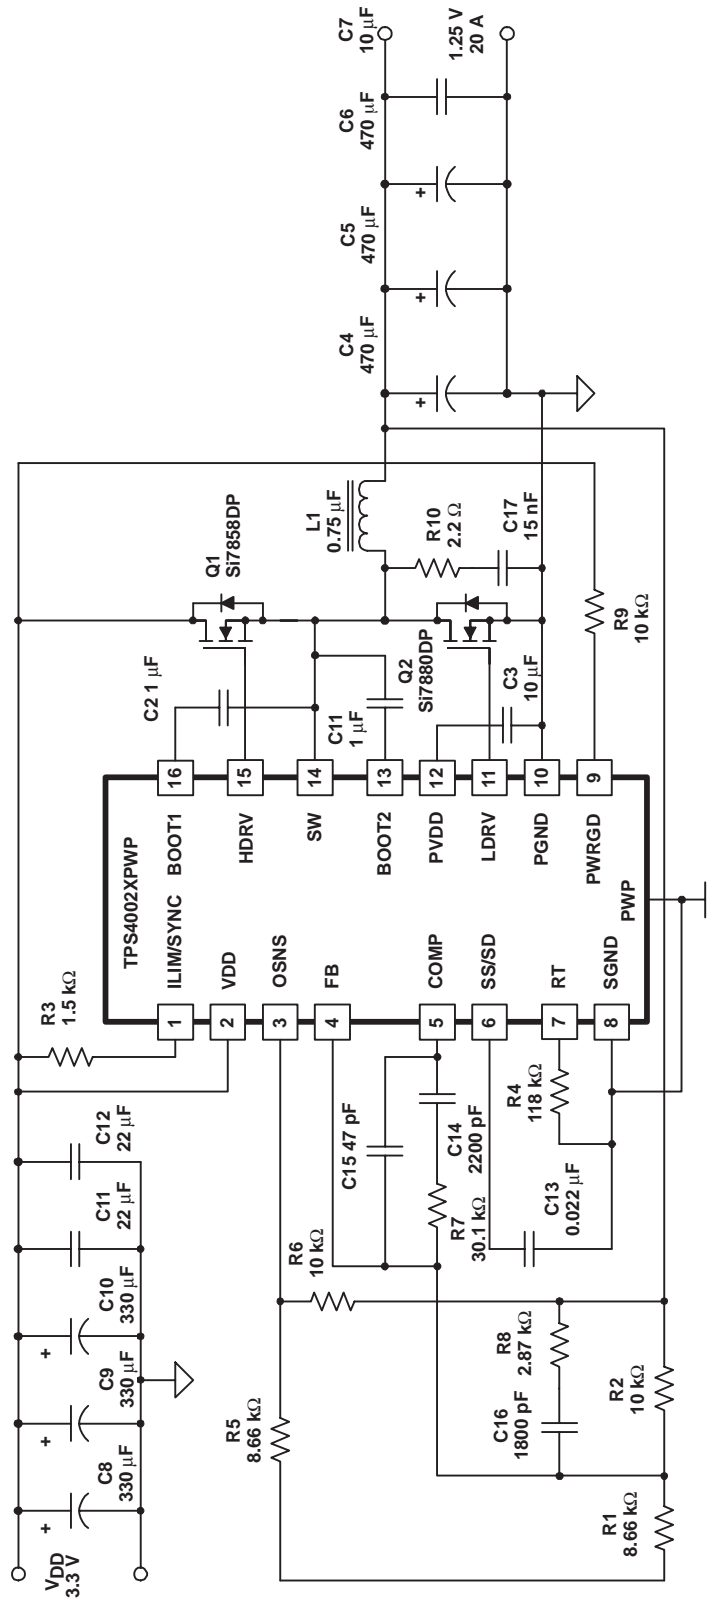 VDD
3.3 V
C8
330 µF
C9
330 µF
C10
330 µF
C11
22 µF
C12
22 µF
R3
1.5 kΩ
C2 1 µF
Q1
Si7858DP
L1
0.75 µF
C4
470 µF
C5
470 µF
C6
470 µF
C7
10 µF
1.25 V
20 A
R10
2.2 Ω
C17
15 nF
C11
1 µF
Q2
Si7880DP
C3
10 µF
R9
10 kΩ
TPS4002XPWP
1
ILIM/SYNC
BOOT1
16
2
VDD
HDRV
15
3
OSNS
SW
14
4
FB
BOOT2
13
PVDD
12
5
COMP
LDRV
11
6
SS/SD
PGND
10
7
RT
PWRGD
9
8
SGND
PWP
R5
8.66 kΩ
R6
10 kΩ
C15 47 pF
R7
30.1 kΩ
C14
2200 pF
C13
0.022 µF
R4
118 kΩ
C16
1800 pF
R8
2.87 kΩ
R1
8.66 kΩ
R2
10 kΩ
+
+
+
+
+
+